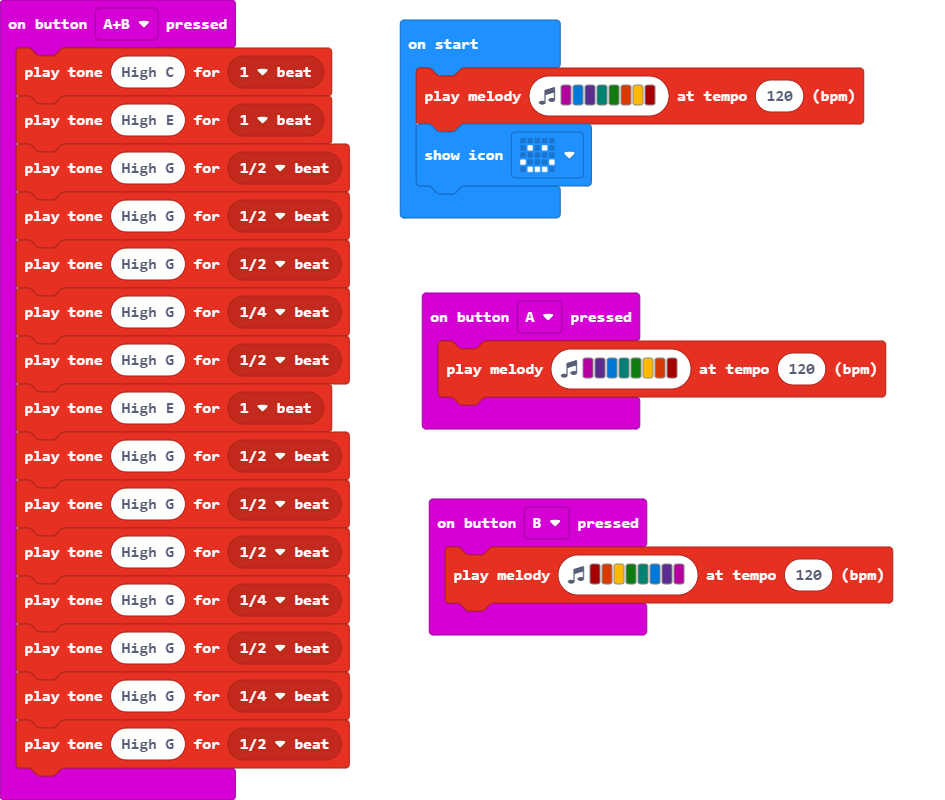 on button A+B pressed
play tone High C for 1 beat
play tone High E for 1 beat
play tone High G for 1/2 beat
play tone High G for 1/2 beat
play tone High G for 1/2 beat
play tone High G for 1/4 beat
play tone High G for 1/2 beat
play tone High E for 1 beat
play tone High G for 1/2 beat
play tone High G for 1/2 beat
play tone High G for 1/2 beat
play tone High G for 1/4 beat
play tone High G for 1/2 beat
play tone High G for 1/4 beat
play tone High G for 1/2 beat
on start
play melody at tempo 120 (bpm)
show icon
on button A pressed
play melody at tempo 120 (bpm)
on button B pressed
play melody at tempo 120 (bpm)